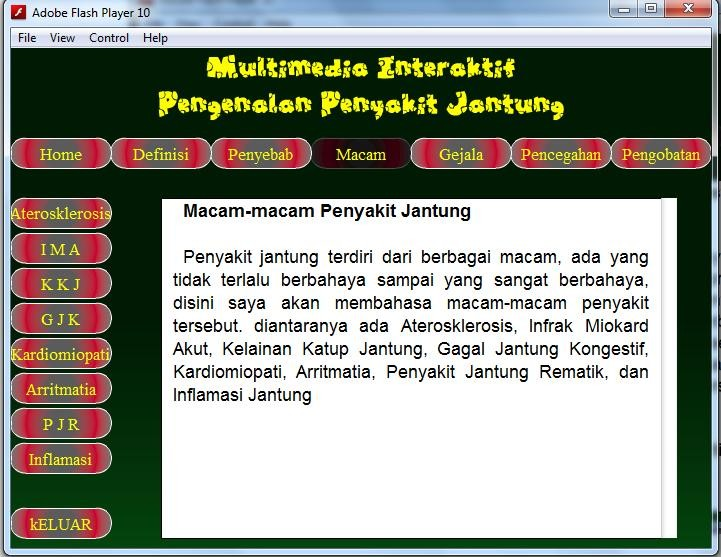 Adobe Flash Player 10
File View Control Help
Multimedia Interaktif
Pengenalan Penyakit Jantung
Home Definisi Penyebab Macam Gejala Pencegahan Pengobatan
Aterosklerosis
I M A
K K J
G J K
Kardiomiopati
Arritmatia
P J R
Inflamasi
kELUAR
Macam-macam Penyakit Jantung
Penyakit jantung terdiri dari berbagai macam, ada yang
tidak terlalu berbahaya sampai yang sangat berbahaya,
disini saya akan membahasa macam-macam penyakit
tersebut. diantaranya ada Aterosklerosis, Infrak Miokard
Akut, Kelainan Katup Jantung, Gagal Jantung Kongestif,
Kardiomiopati, Arritmatia, Penyakit Jantung Rematik, dan
Inflamasi Jantung